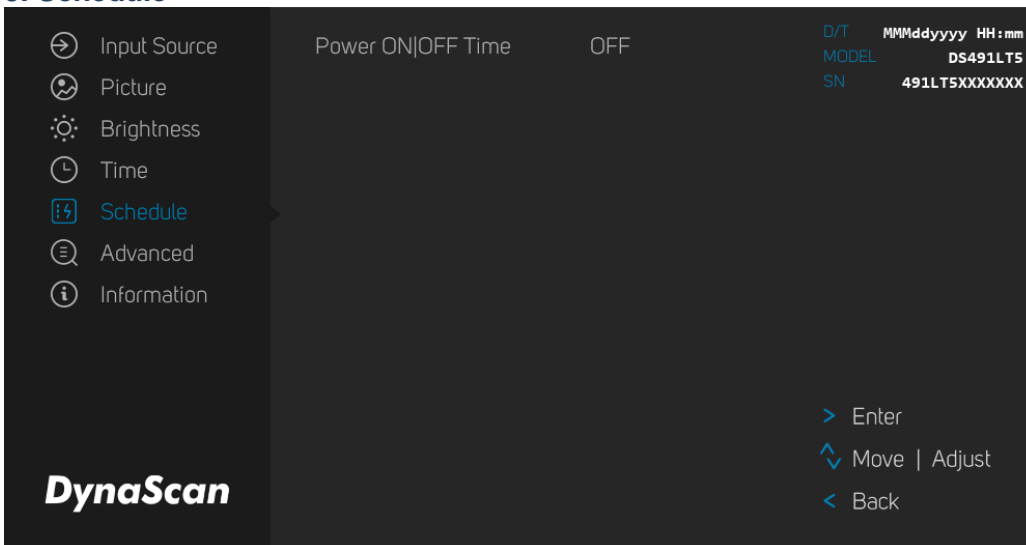 Input Source
Picture
Brightness
Time
Schedule
Advanced
Information
DynaScan
Power ON|OFF Time OFF
D/T MMMddyyyy HH:mm
MODEL DS491LT5
SN 491LT5XXXXXXX
> Enter
Move | Adjust
< Back